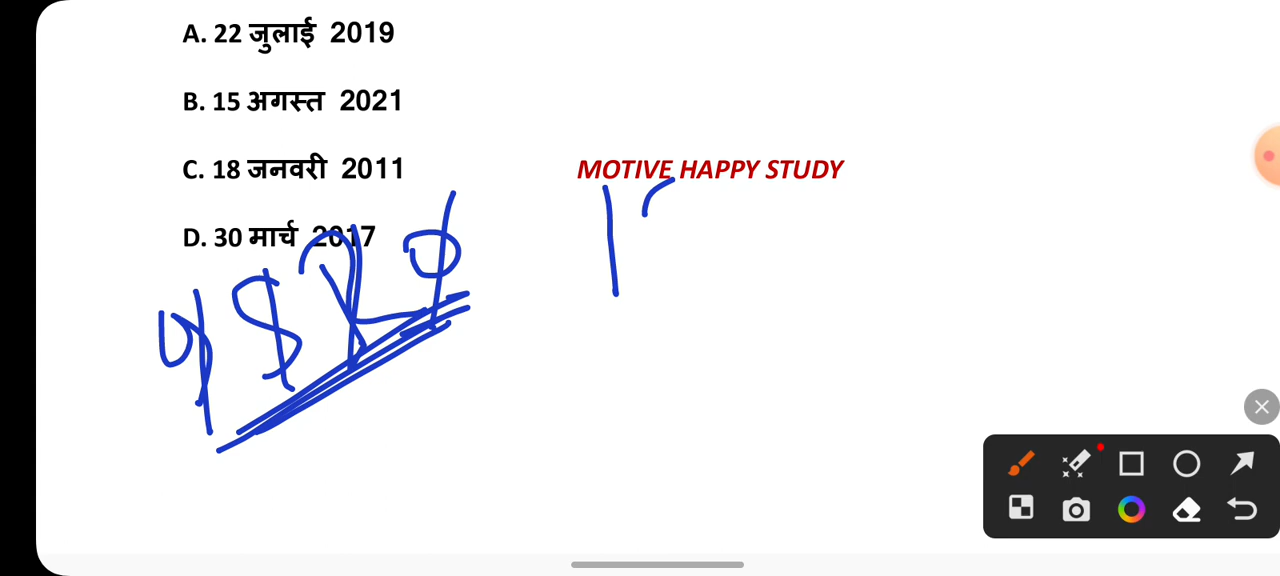 A. 22 जुलाई 2019
B. 15 अगस्त 2021
C. 18 जनवरी 2011
MOTIVE HAPPY STUDY
D. 30 मार्च 2017